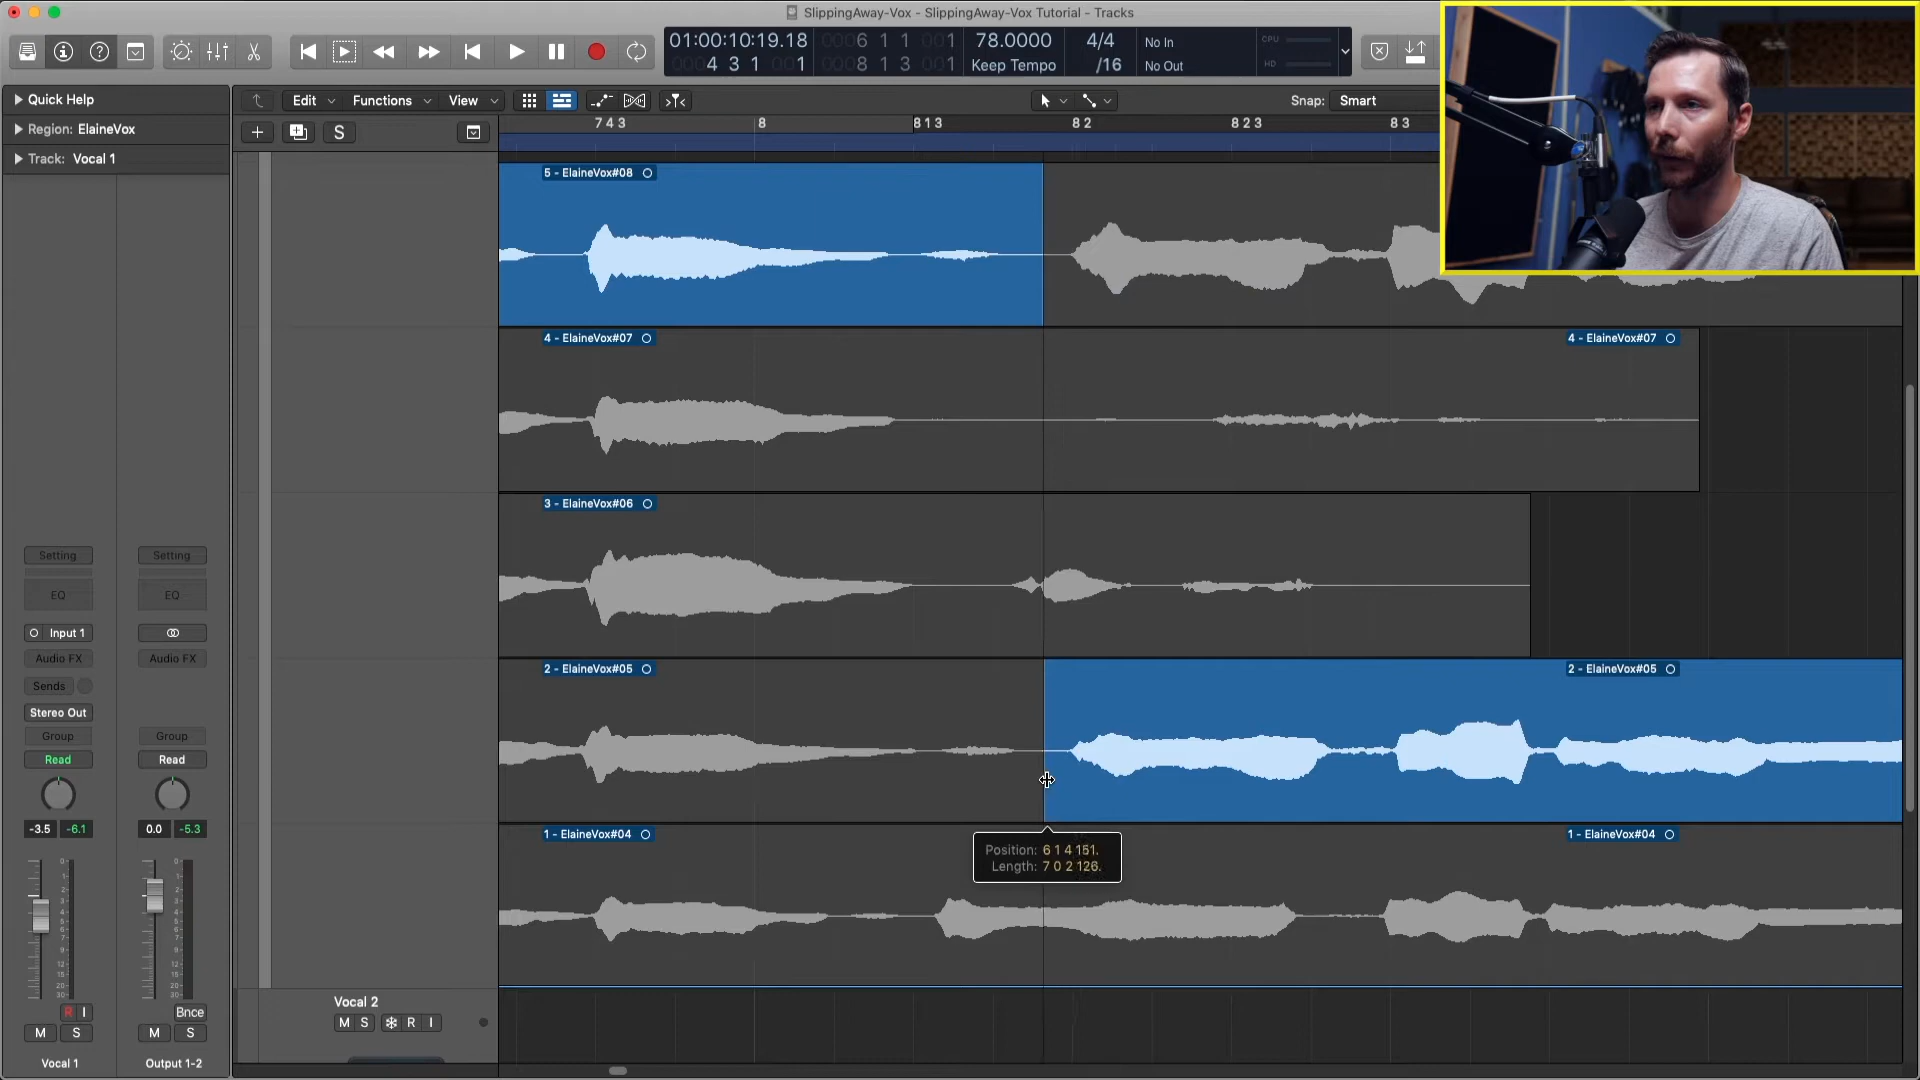 SlippingAway-Vox - SlippingAway-Vox Tutorial - Tracks
01:00:10:19.18
4 3 1 1
0006 1 1 001
0008 1 3 001
78.0000
Keep Tempo
4/4
/16
No In
No Out
CPU
HD
Quick Help
Region: ElaineVox
Track: Vocal 1
Edit
Functions
View
Snap: Smart
S
7 4 3
8
8 1 3
8 2
8 2 3
8 3
5 - ElaineVox#08
4 - ElaineVox#07
4 - ElaineVox#07
3 - ElaineVox#06
2 - ElaineVox#05
2 - ElaineVox#05
1 - ElaineVox#04
1 - ElaineVox#04
Position: 6 1 4 151.
Length: 7 0 2 126.
Setting
Setting
EQ
EQ
Input 1
Audio FX
Audio FX
Sends
Stereo Out
Group
Group
Read
Read
-3.5
-6.1
0.0
-5.3
R I
Bnce
M S
M S
Vocal 1
Output 1-2
Vocal 2
M S R I